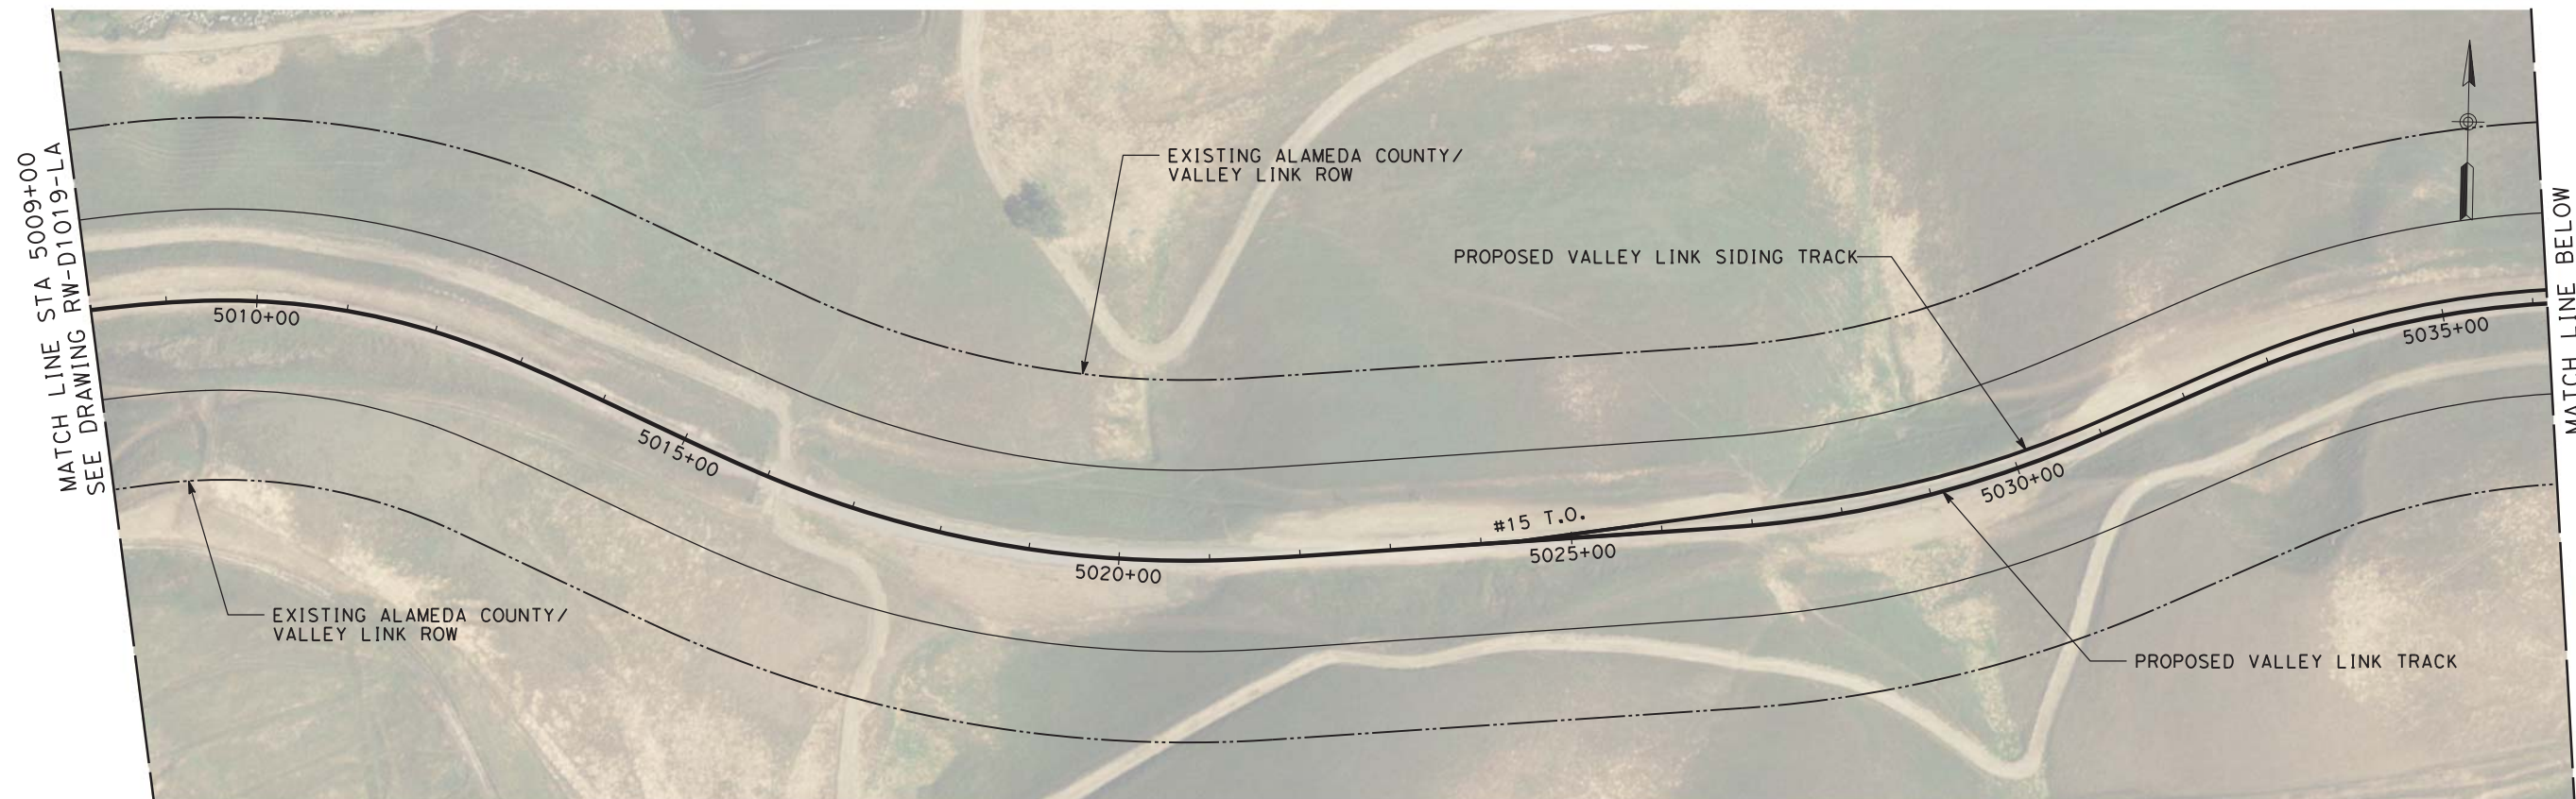 MATCH LINE STA 5009+00
SEE DRAWING RW-D1019-LA
EXISTING ALAMEDA COUNTY/
VALLEY LINK ROW
PROPOSED VALLEY LINK SIDING TRACK
5010+00
5015+00
5020+00
#15 T.O.
5025+00
5030+00
5035+00
EXISTING ALAMEDA COUNTY/
VALLEY LINK ROW
PROPOSED VALLEY LINK TRACK
MATCH LINE BELOW